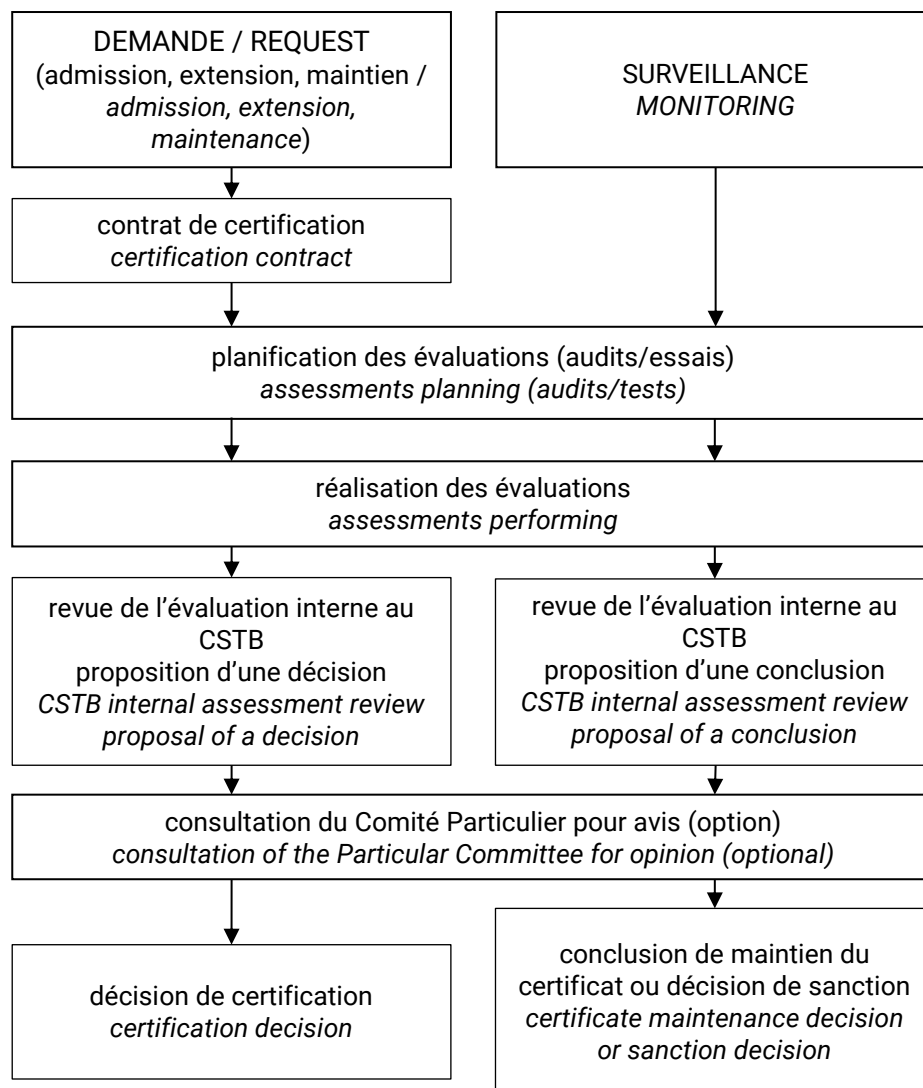 DEMANDE / REQUEST
(admission, extension, maintien /
admission, extension,
maintenance)
SURVEILLANCE
MONITORING
contrat de certification
certification contract
planification des évaluations (audits/essais)
assessments planning (audits/tests)
réalisation des évaluations
assessments performing
revue de l’évaluation interne au
CSTB
proposition d’une décision
CSTB internal assessment review
proposal of a decision
revue de l’évaluation interne au
CSTB
proposition d’une conclusion
CSTB internal assessment review
proposal of a conclusion
consultation du Comité Particulier pour avis (option)
consultation of the Particular Committee for opinion (optional)
décision de certification
certification decision
conclusion de maintien du
certificat ou décision de sanction
certificate maintenance decision
or sanction decision